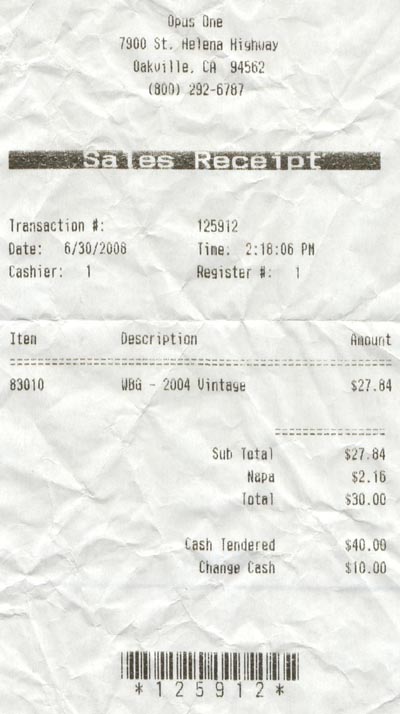 Opus One
7900 St. Helena Highway
Oakville, CA 94562
(800) 292-6787
Sales Receipt
Transaction #: 125912
Date: 6/30/2008 Time: 2:18:06 PM
Cashier: 1 Register #: 1
Item Description Amount
83010 WBG - 2004 Vintage $27.84
Sub Total $27.84
Napa $2.16
Total $30.00
Cash Tendered $40.00
Change Cash $10.00
*125912*